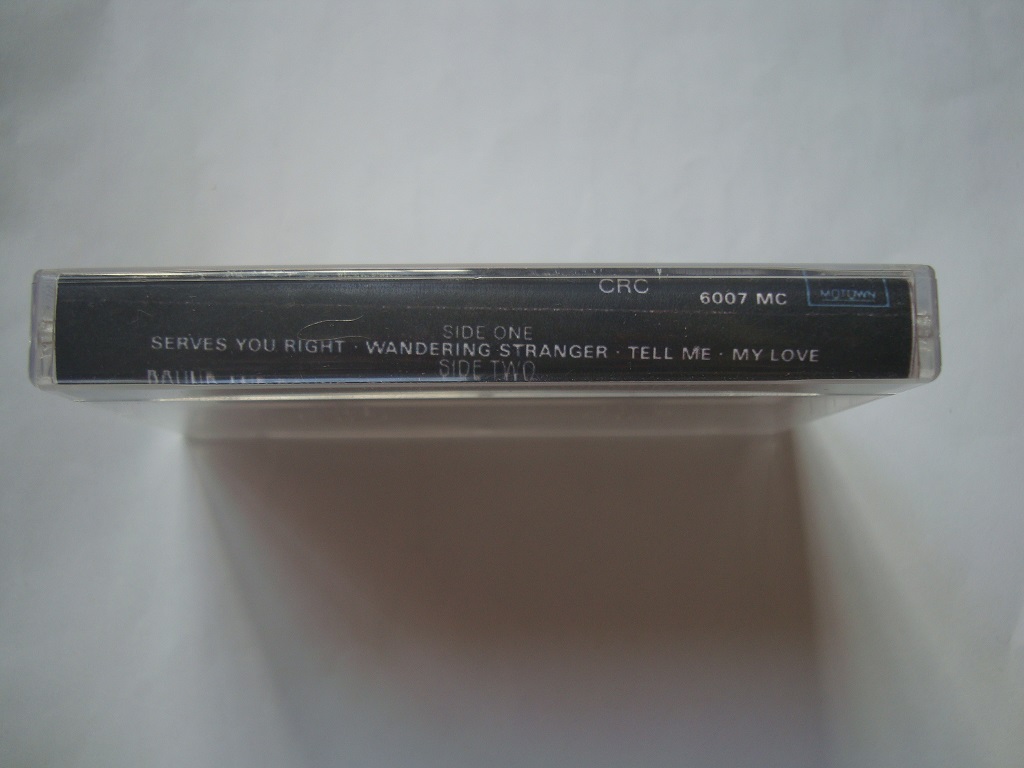 CRC
6007 MC
MOTOWN
SIDE ONE
SERVES YOU RIGHT · WANDERING STRANGER · TELL ME · MY LOVE
SIDE TWO